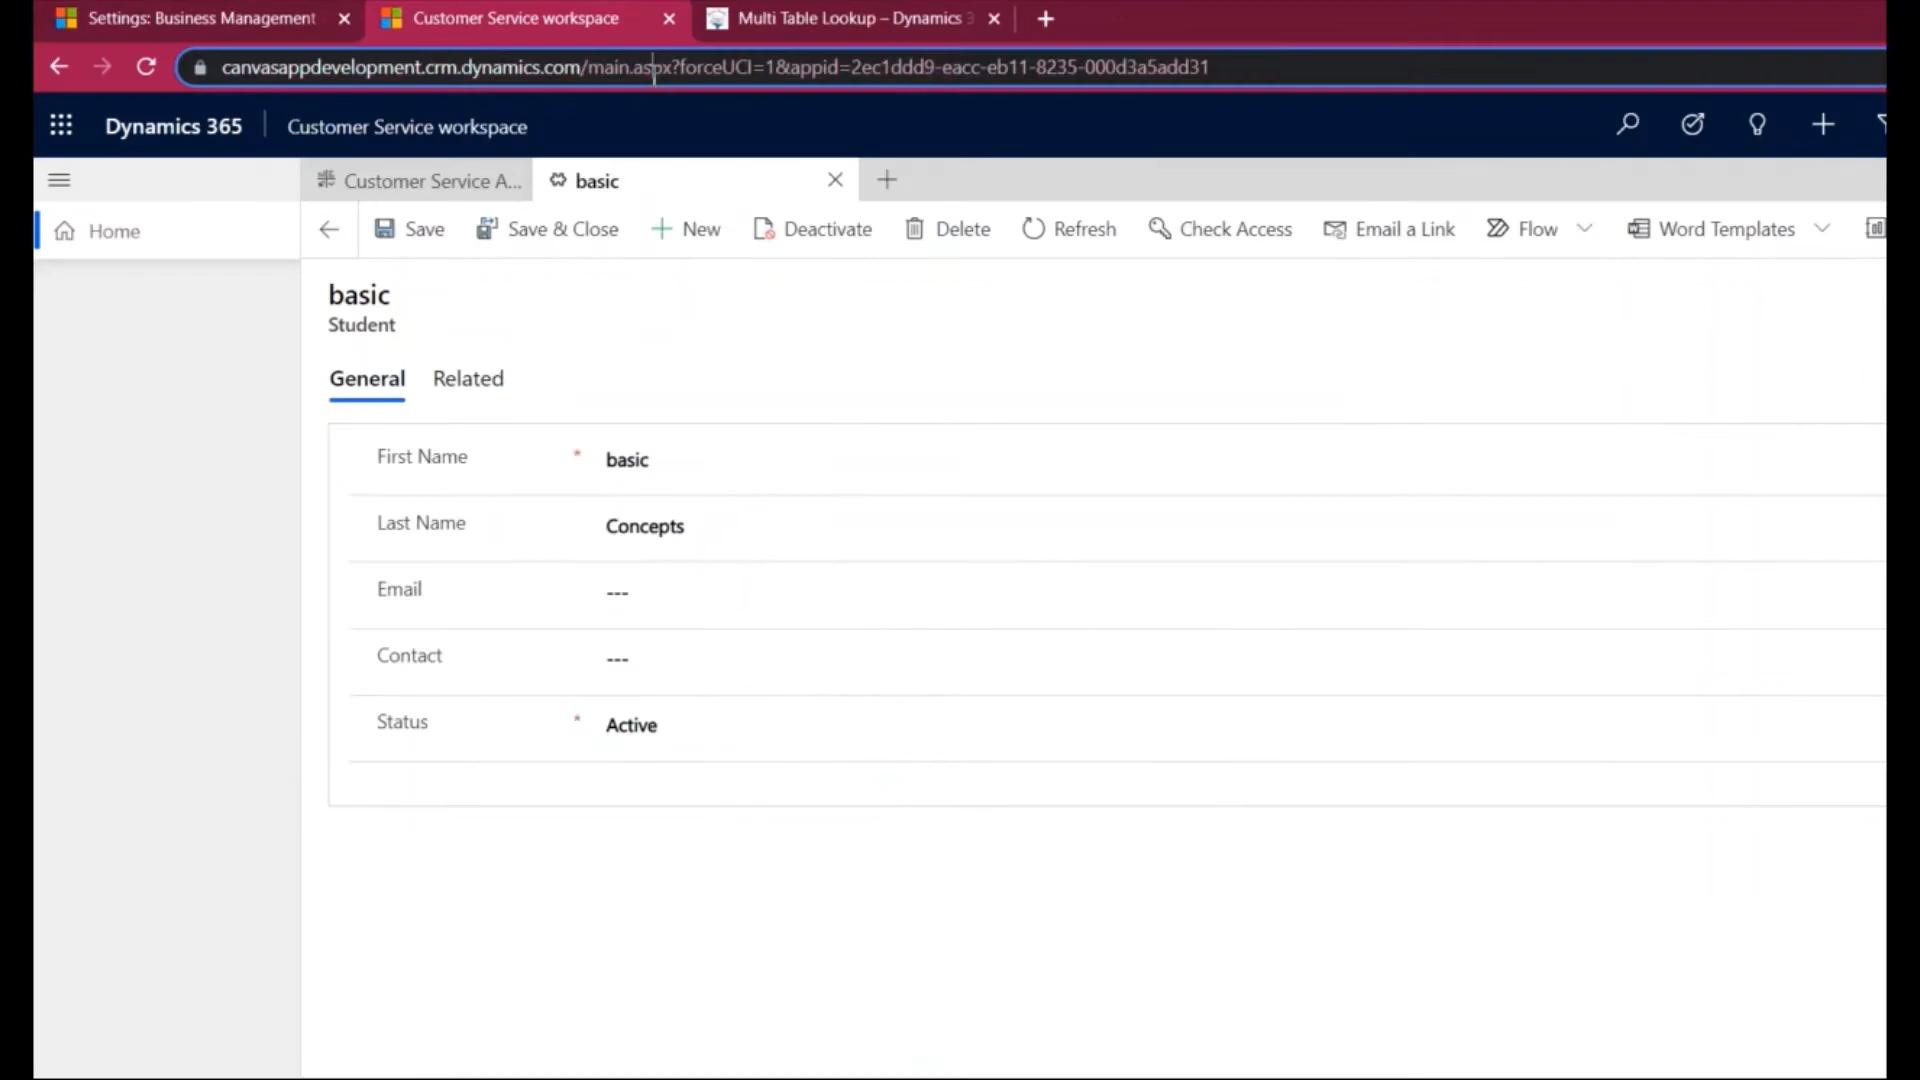 Settings: Business Management
Customer Service workspace
Multi Table Lookup – Dynamics 3
canvasappdevelopment.crm.dynamics.com/main.aspx?forceUCI=1&appid=2ec1ddd9-eacc-eb11-8235-000d3a5add31
Dynamics 365 Customer Service workspace
Customer Service A... basic
Home
Save Save & Close New Deactivate Delete Refresh Check Access Email a Link Flow Word Templates
basic
Student
General Related
First Name * basic
Last Name Concepts
Email ---
Contact ---
Status * Active